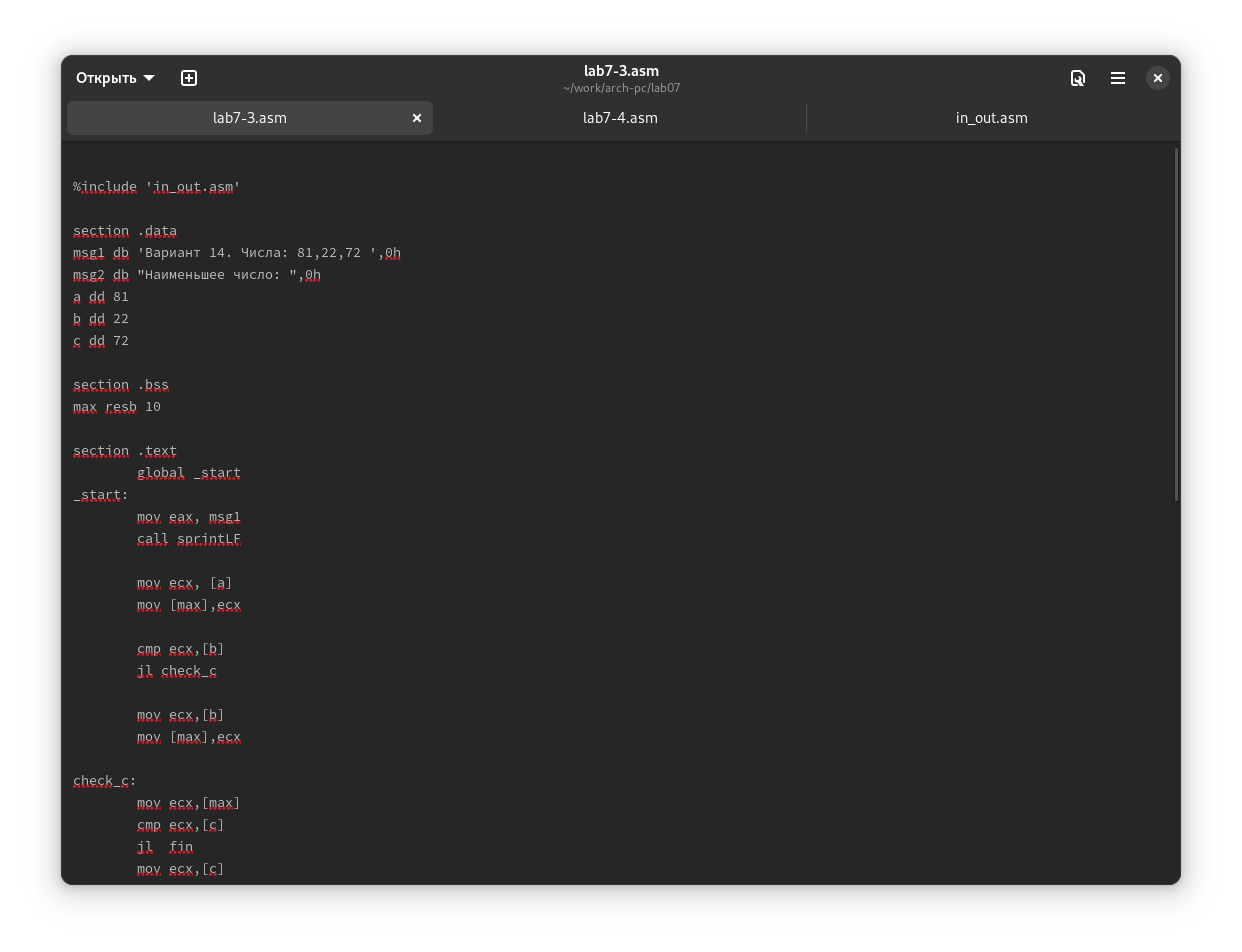 Открыть
lab7-3.asm
~/work/arch-pc/lab07
lab7-3.asm
lab7-4.asm
in_out.asm
%include 'in_out.asm'
section .data
msg1 db 'Вариант 14. Числа: 81,22,72 ',0h
msg2 db "Наименьшее число: ",0h
a dd 81
b dd 22
c dd 72
section .bss
max resb 10
section .text
global _start
_start:
mov eax, msg1
call sprintLF
mov ecx, [a]
mov [max],ecx
cmp ecx,[b]
jl check_c
mov ecx,[b]
mov [max],ecx
check_c:
mov ecx,[max]
cmp ecx,[c]
jl  fin
mov ecx,[c]